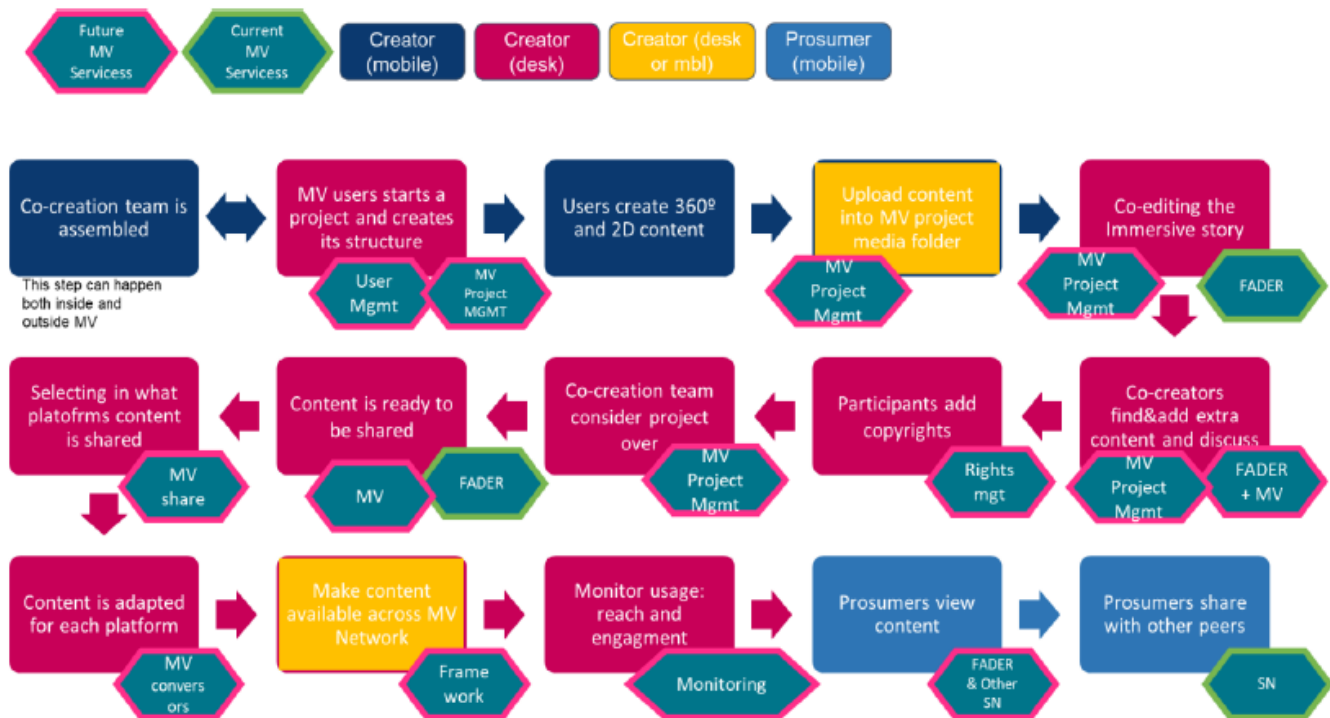 Future
MV
Servicess
Current
MV
Servicess
Creator
(mobile)
Creator
(desk)
Creator (desk
or mbl)
Prosumer
(mobile)
Co-creation team is
assembled
This step can happen
both inside and
outside MV
MV users starts a
project and creates
its structure
User
Mgmt
MV
Project
MGMT
Users create 360º
and 2D content
Upload content
into MV project
media folder
MV
Project
Mgmt
Co-editing the
Immersive story
MV
Project
Mgmt
FADER
Selecting in what
platofrms content
is shared
MV
share
Content is ready to
be shared
MV
FADER
Co-creation team
consider project
over
MV
Project
Mgmt
Participants add
copyrights
Rights
mgt
Co-creators
find&add extra
content and discuss
MV
Project
Mgmt
FADER
+ MV
Content is adapted
for each platform
MV
convers
ors
Make content
available across MV
Network
Frame
work
Monitor usage:
reach and
engagment
Monitoring
Prosumers view
content
FADER
& Other
SN
Prosumers share
with other peers
SN